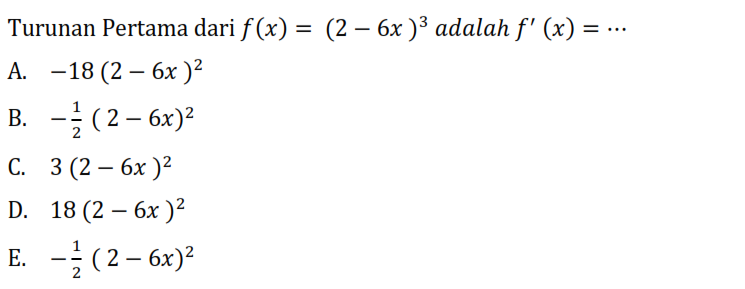 Turunan Pertama dari f(x) = (2 − 6x )³ adalah f′ (x) = ⋯
A. −18 (2 − 6x )²
B. −1/2 ( 2 − 6x)²
C. 3 (2 − 6x )²
D. 18 (2 − 6x )²
E. −1/2 ( 2 − 6x)²